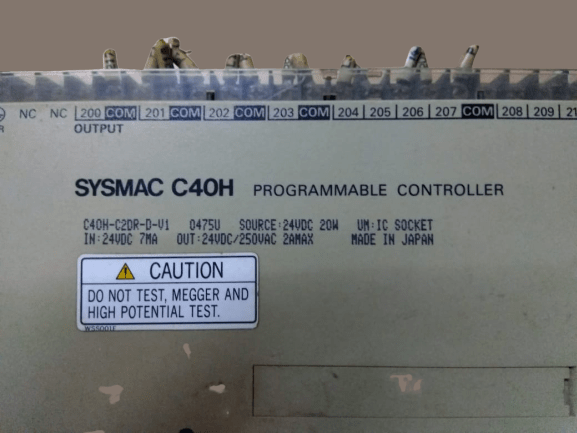 R NC NC 200 COM 201 COM 202 COM 203 COM 204 205 206 207 COM 208 209 21
OUTPUT
SYSMAC C40H PROGRAMMABLE CONTROLLER
C40H-C2DR-D-V1 0475U SOURCE:24VDC 20W UM:IC SOCKET
IN:24VDC 7MA OUT:24VDC/250VAC 2AMAX MADE IN JAPAN
CAUTION
DO NOT TEST, MEGGER AND
HIGH POTENTIAL TEST.